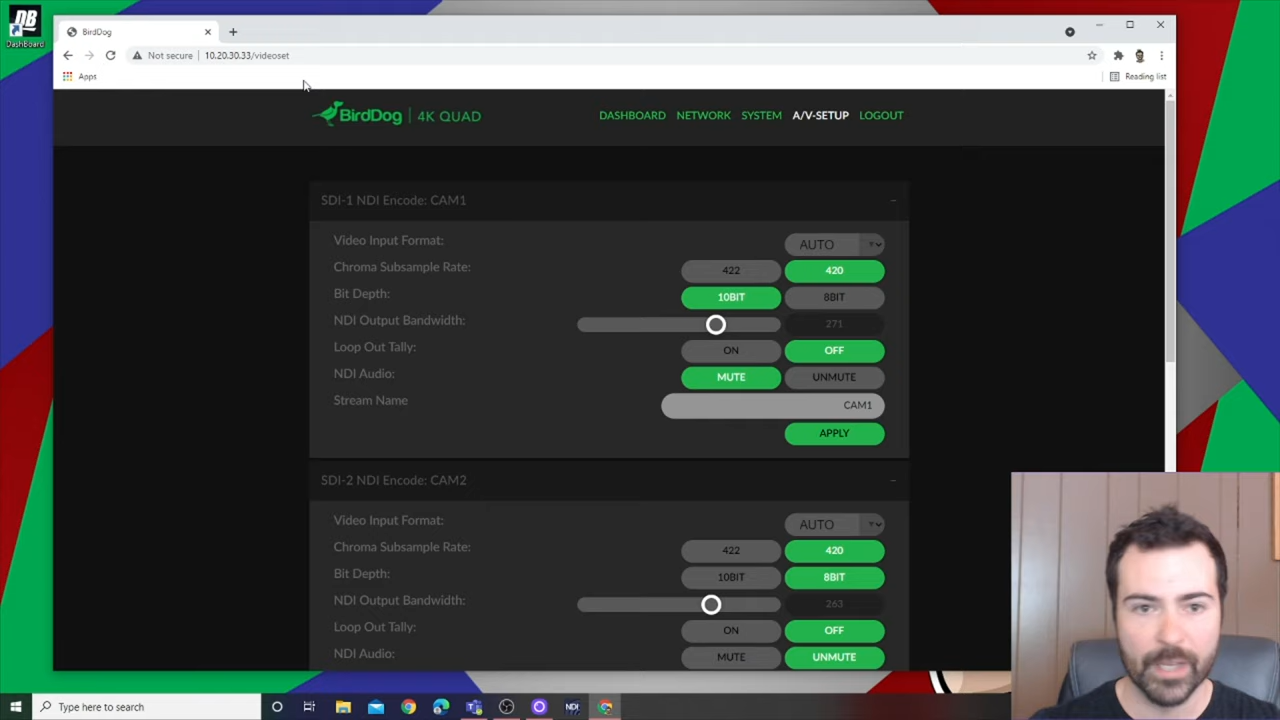 DashBoard
BirdDog
Not secure
10.20.30.33/videoset
Apps
Reading list
BirdDog | 4K QUAD
DASHBOARD NETWORK SYSTEM A/V-SETUP LOGOUT
SDI-1 NDI Encode: CAM1
Video Input Format: AUTO
Chroma Subsample Rate: 422 420
Bit Depth: 10BIT 8BIT
NDI Output Bandwidth: 271
Loop Out Tally: ON OFF
NDI Audio: MUTE UNMUTE
Stream Name CAM1
APPLY
SDI-2 NDI Encode: CAM2
Video Input Format: AUTO
Chroma Subsample Rate: 422 420
Bit Depth: 10BIT 8BIT
NDI Output Bandwidth: 263
Loop Out Tally: ON OFF
NDI Audio: MUTE UNMUTE
Type here to search
NDI